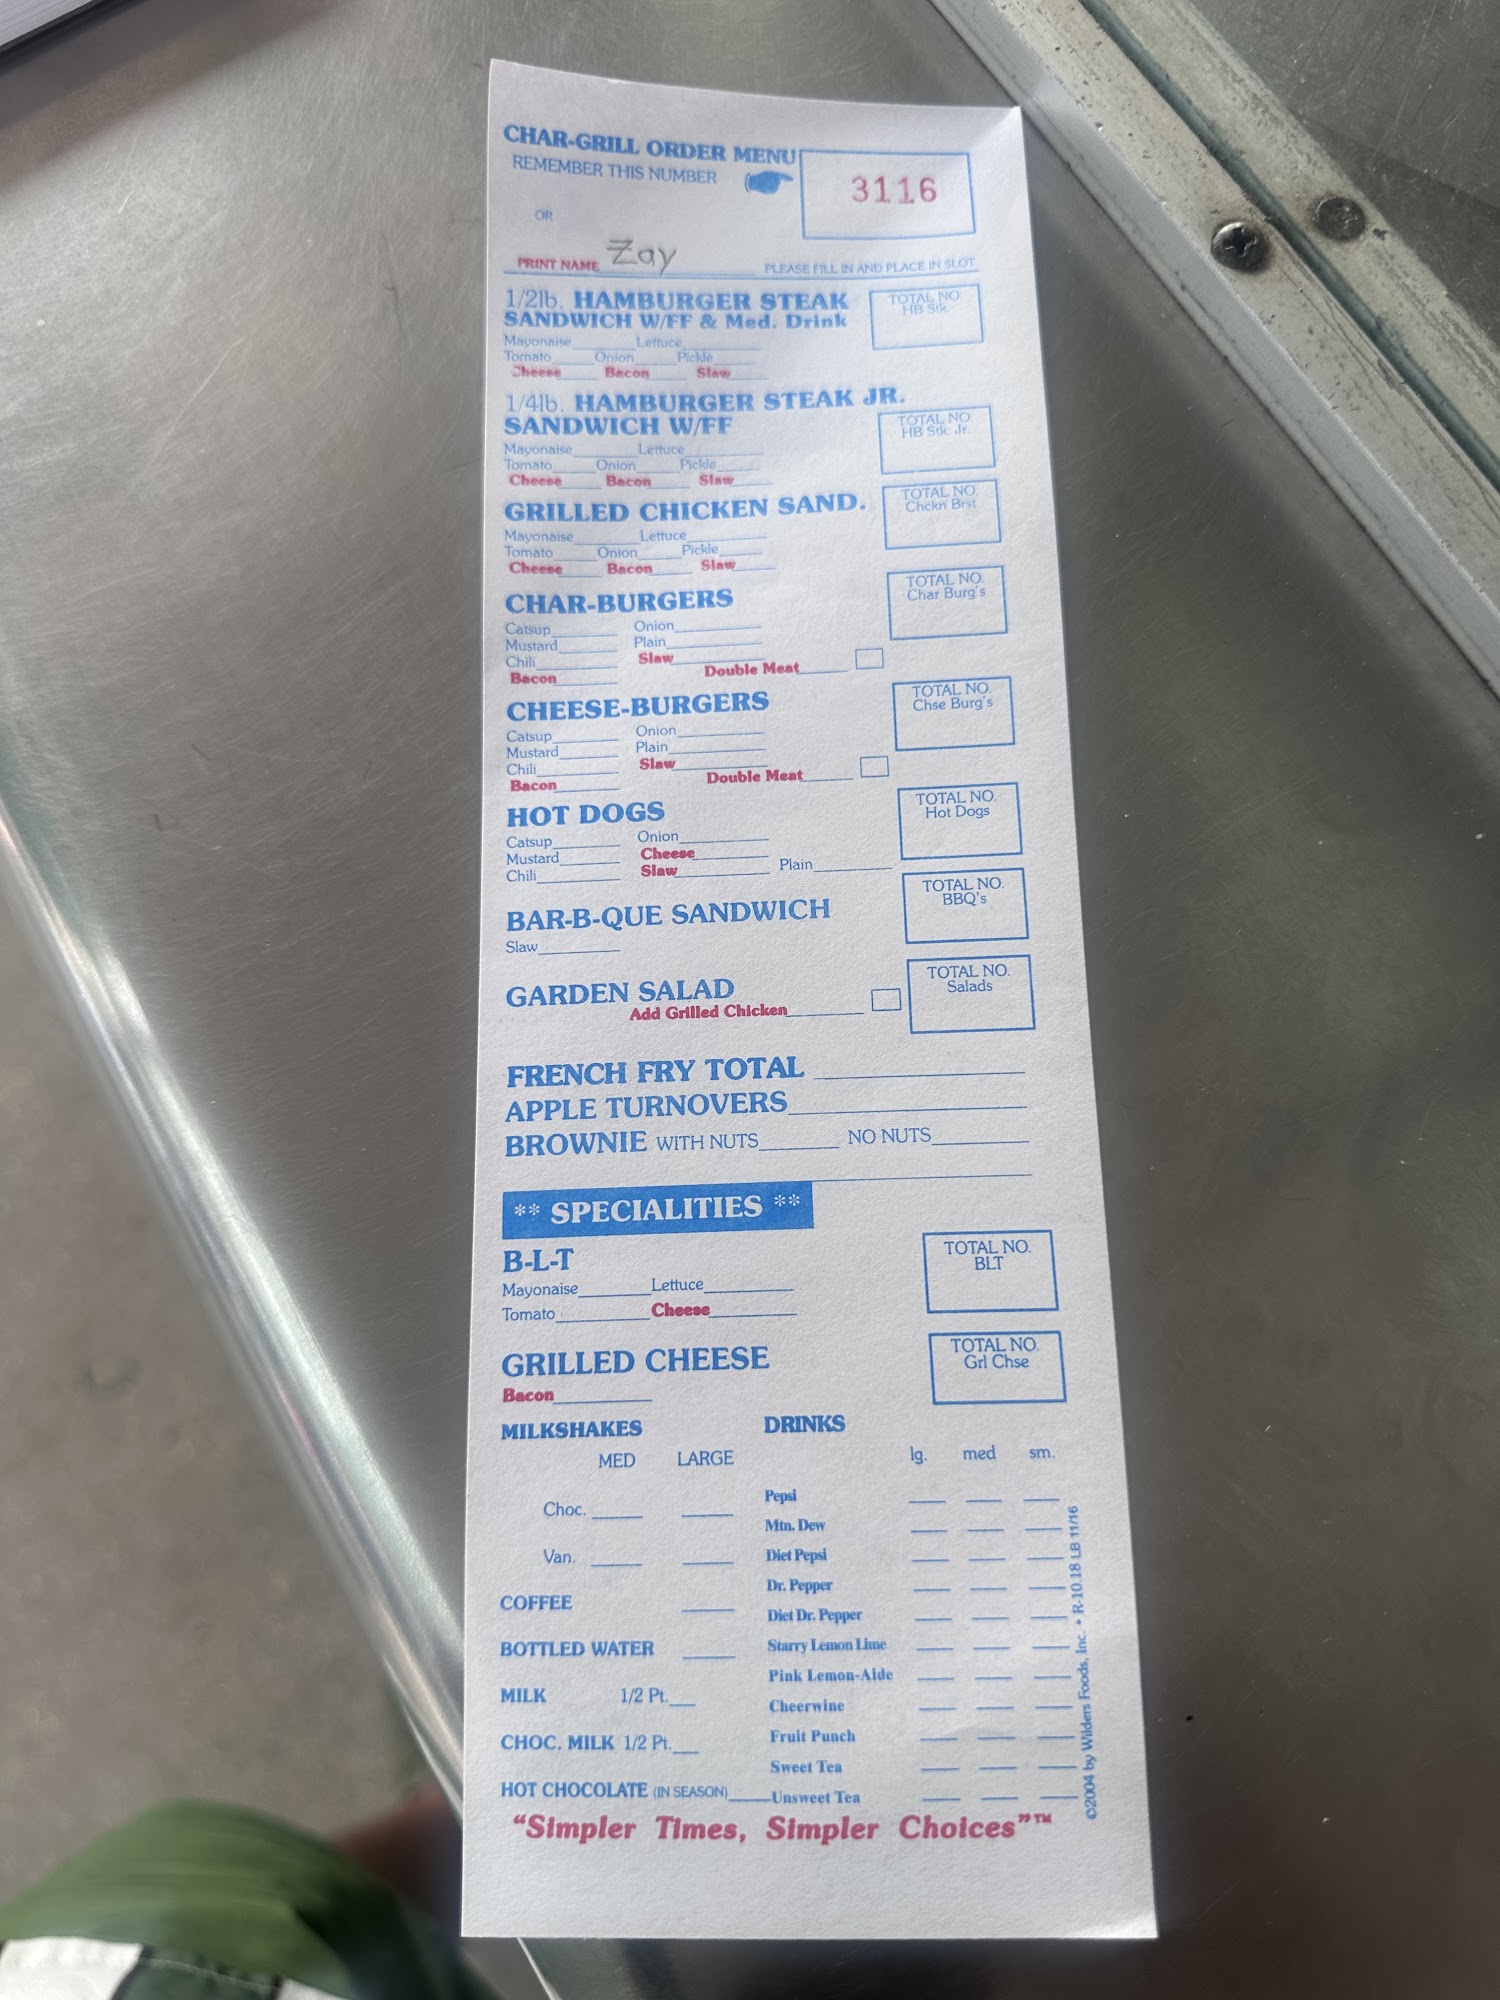 CHAR-GRILL ORDER MENU
REMEMBER THIS NUMBER
3116
OR
PRINT NAME Zay PLEASE FILL IN AND PLACE IN SLOT
1/2lb. HAMBURGER STEAK
SANDWICH W/FF & Med. Drink
TOTAL NO.
HB Stk.
Mayonaise Lettuce
Tomato Onion Pickle
Cheese Bacon Slaw
1/4lb. HAMBURGER STEAK JR.
SANDWICH W/FF
TOTAL NO.
HB Stk. Jr.
Mayonaise Lettuce
Tomato Onion Pickle
Cheese Bacon Slaw
GRILLED CHICKEN SAND.
TOTAL NO.
Chckn Brst
Mayonaise Lettuce
Tomato Onion Pickle
Cheese Bacon Slaw
CHAR-BURGERS
TOTAL NO.
Char Burg's
Catsup Onion
Mustard Plain
Chili Slaw
Bacon Double Meat
CHEESE-BURGERS
TOTAL NO.
Chse Burg's
Catsup Onion
Mustard Plain
Chili Slaw
Bacon Double Meat
HOT DOGS
TOTAL NO.
Hot Dogs
Catsup Onion
Mustard Cheese
Chili Slaw Plain
BAR-B-QUE SANDWICH
TOTAL NO.
BBQ's
Slaw
GARDEN SALAD
Add Grilled Chicken
TOTAL NO.
Salads
FRENCH FRY TOTAL
APPLE TURNOVERS
BROWNIE WITH NUTS NO NUTS
** SPECIALITIES **
B-L-T
TOTAL NO.
BLT
Mayonaise Lettuce
Tomato Cheese
GRILLED CHEESE
TOTAL NO.
Grl Chse
Bacon
MILKSHAKES
MED LARGE
Choc.
Van.
COFFEE
BOTTLED WATER
MILK 1/2 Pt.
CHOC. MILK 1/2 Pt.
HOT CHOCOLATE (IN SEASON)
DRINKS
lg. med sm.
Pepsi
Mtn. Dew
Diet Pepsi
Dr. Pepper
Diet Dr. Pepper
Starry Lemon Lime
Pink Lemon-Aide
Cheerwine
Fruit Punch
Sweet Tea
Unsweet Tea
"Simpler Times, Simpler Choices"™
©2004 by Wilders Foods, Inc. • R-10.18 LB 11/16